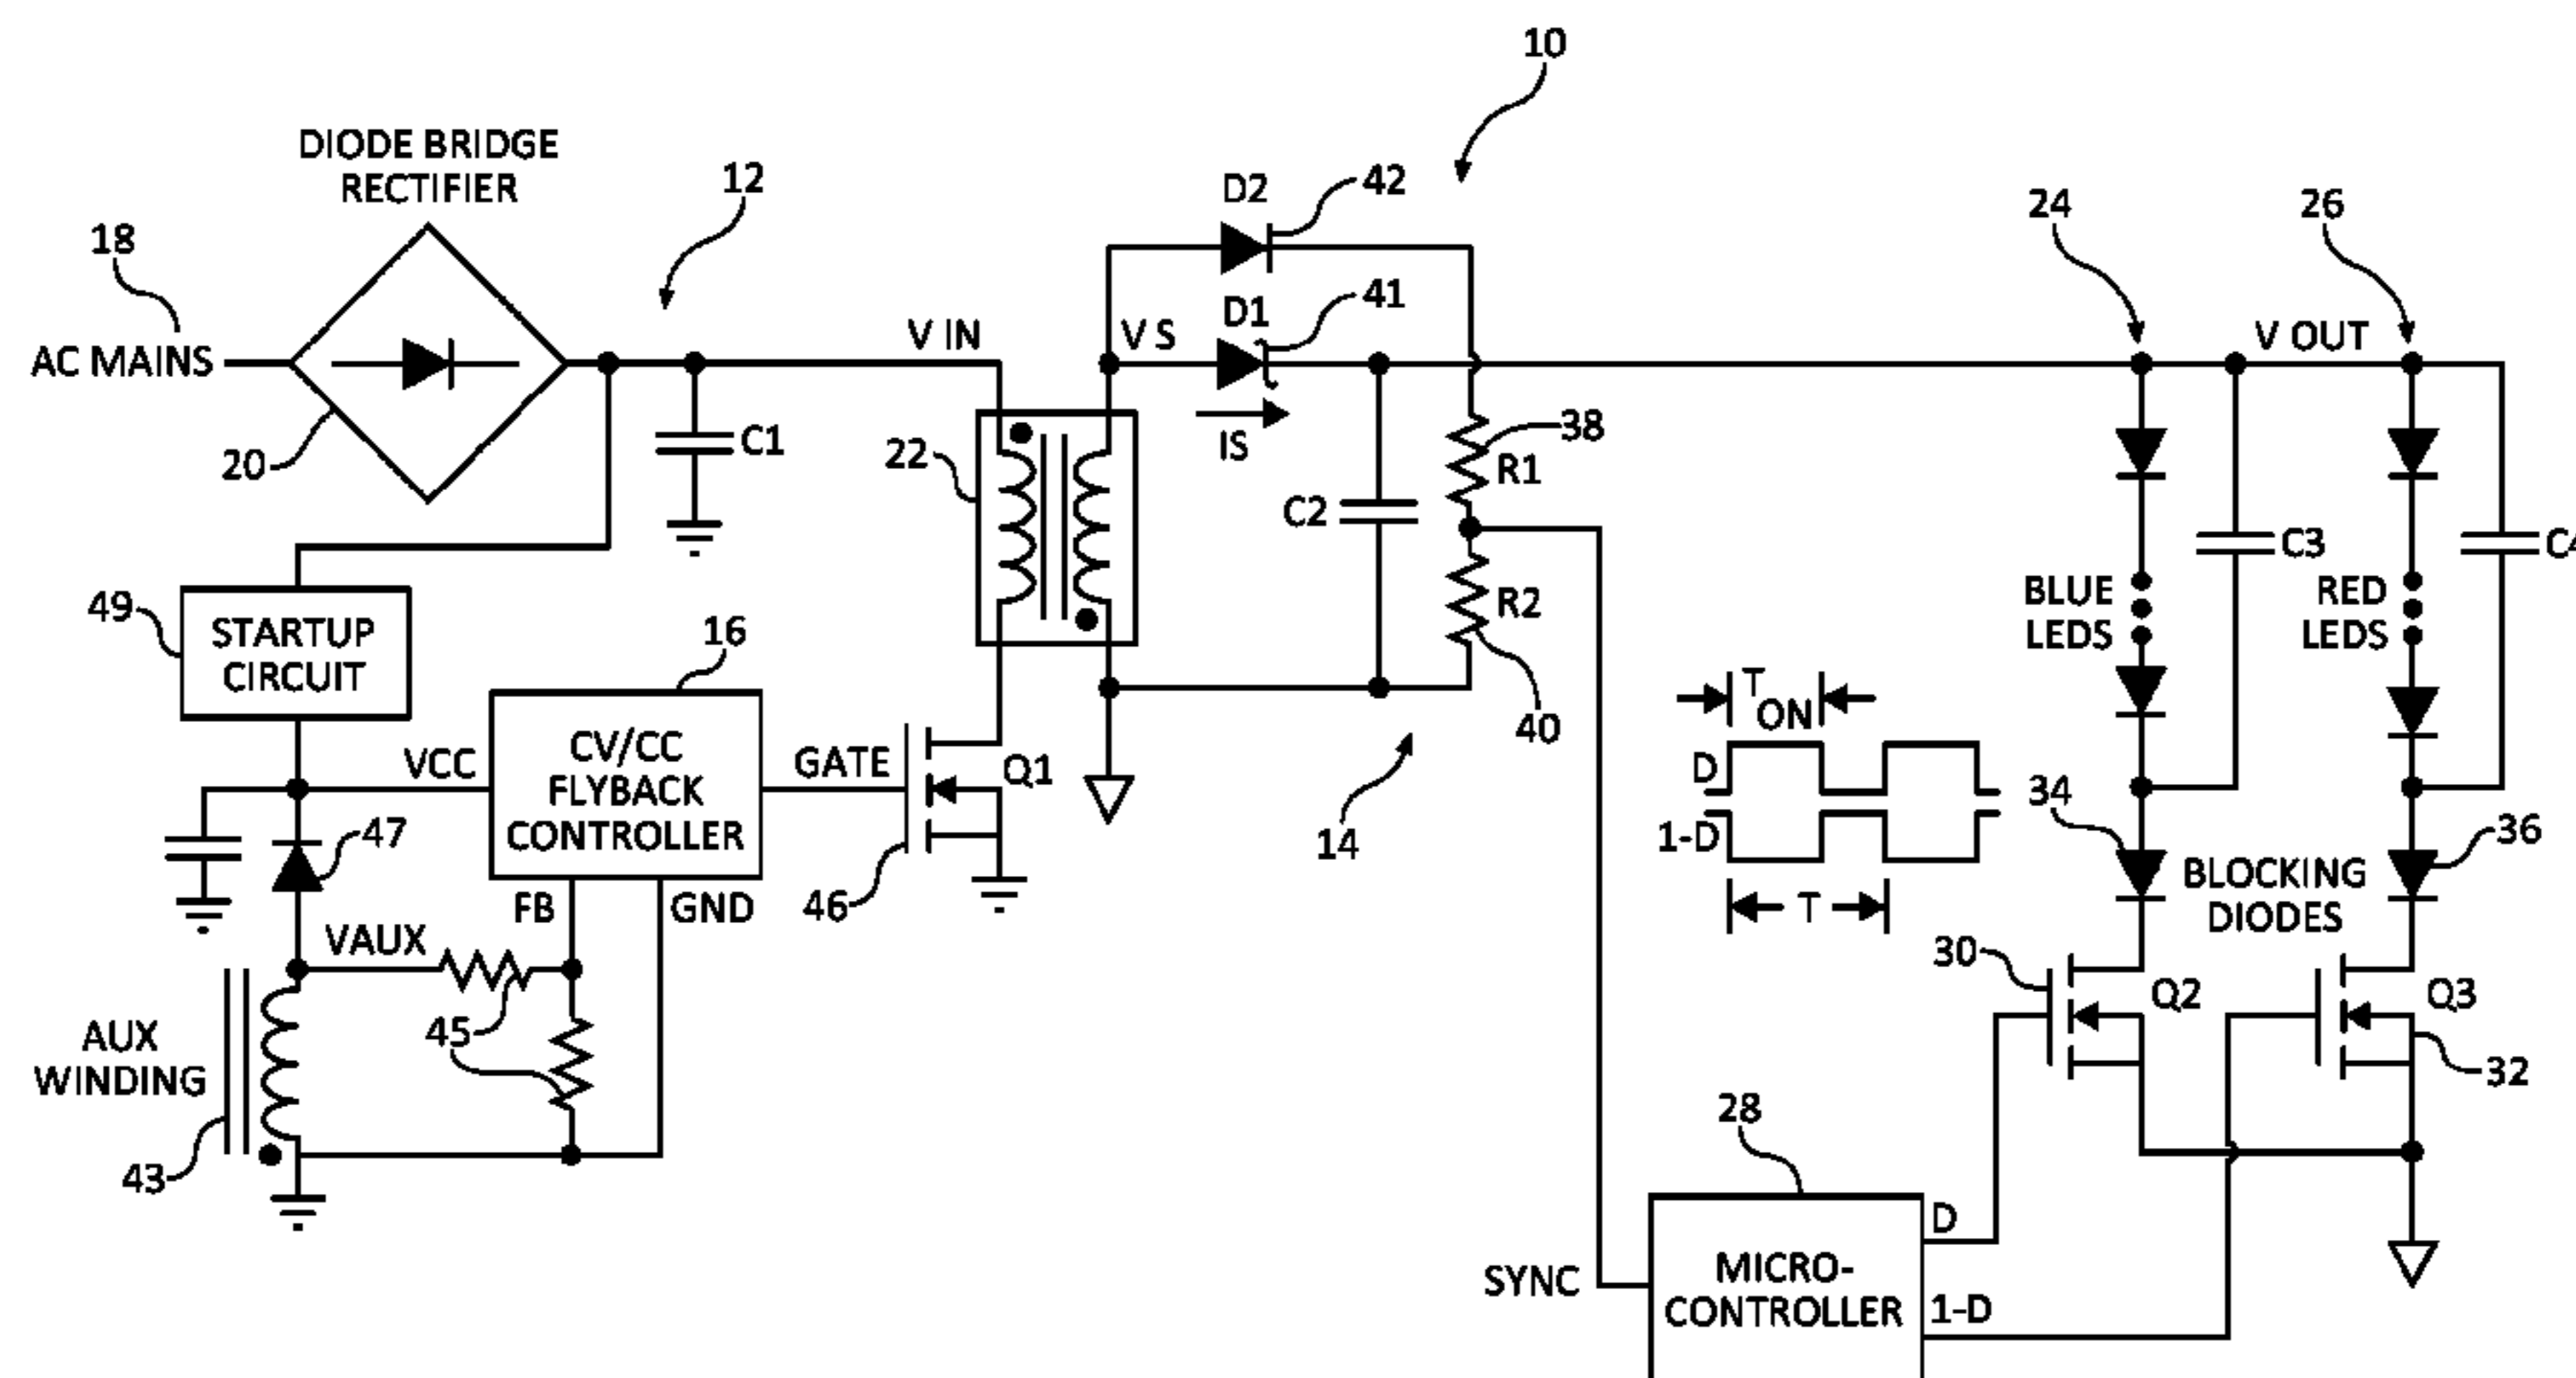 10
DIODE BRIDGE
RECTIFIER
12
D2
42
24
26
18
D1
41
AC MAINS
V IN
V S
V OUT
20
C1
22
IS
38
R1
C2
C3
49
STARTUP
CIRCUIT
16
R2
BLUE
LEDS
RED
LEDS
T
ON
40
VCC
CV/CC
FLYBACK
CONTROLLER
GATE
Q1
D
34
47
14
1-D
36
FB
GND
46
T
BLOCKING
DIODES
VAUX
30
Q2
Q3
45
AUX
WINDING
32
28
43
D
SYNC
MICRO-
CONTROLLER
1-D